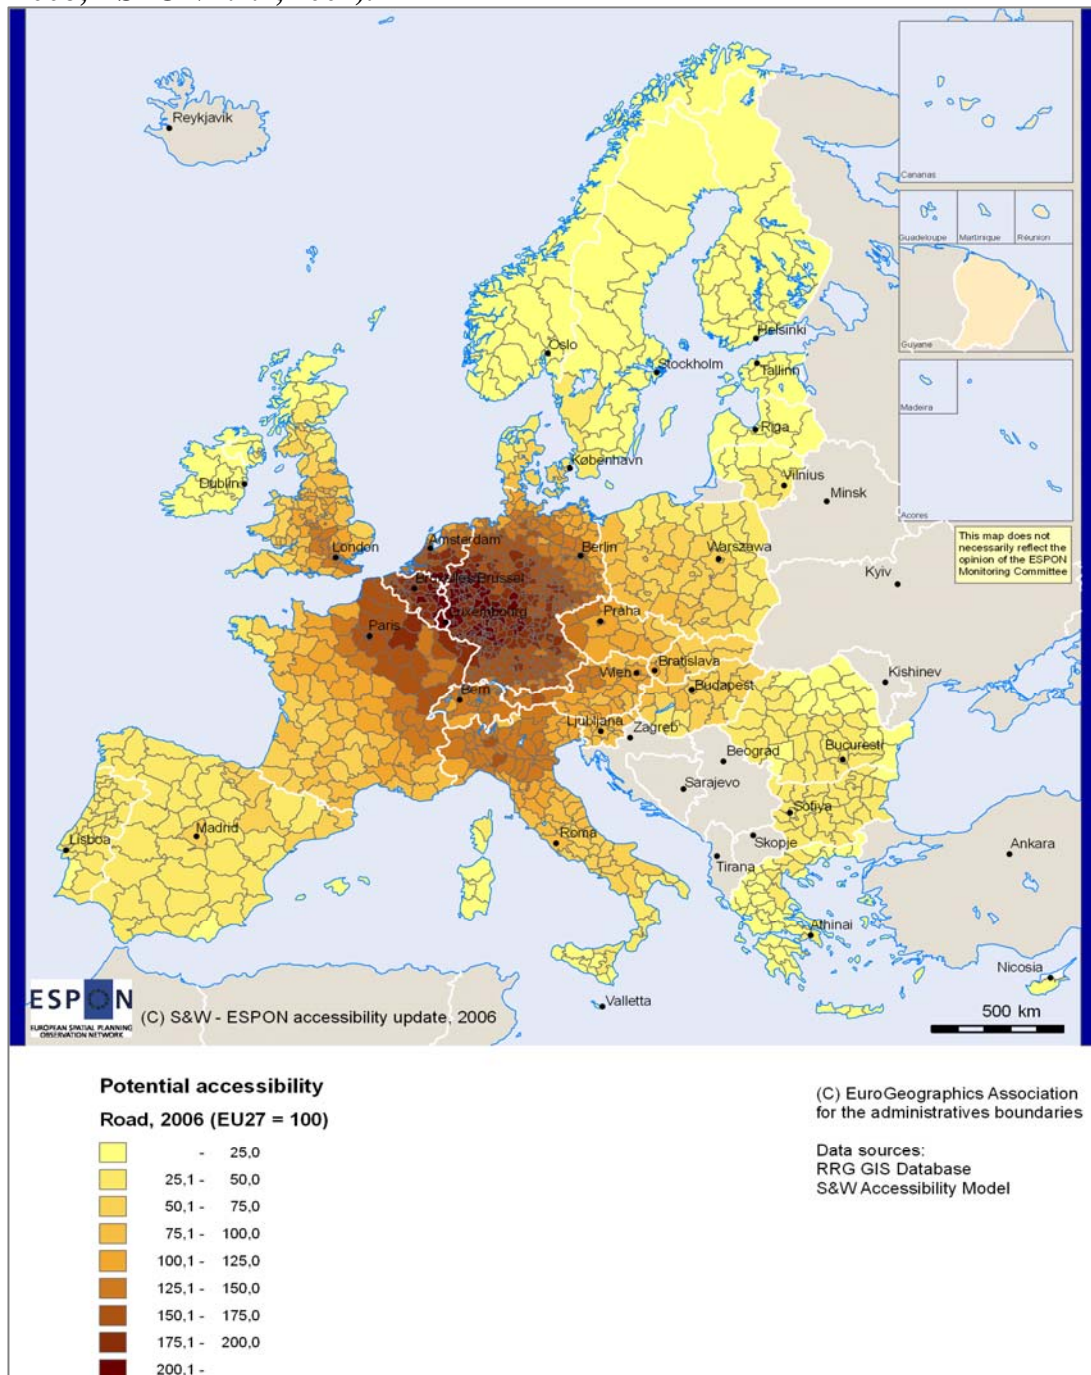 Reykjavik
Canarias
Guadeloupe
Martinique
Réunion
Guyane
Madeira
Acores
This map does not
necessarily reflect the
opinion of the ESPON
Monitoring Committee
Oslo
Helsinki
Stockholm
Tallinn
Riga
Dublin
København
Vilnius
Minsk
London
Amsterdam
Berlin
Warszawa
Bruxelles/Brussel
Kyiv
Luxembourg
Praha
Paris
Wien
Bratislava
Kishinev
Bern
Budapest
Ljubljana
Zagreb
Beograd
Bucuresti
Sarajevo
Madrid
Sofiya
Lisboa
Roma
Skopje
Tirana
Ankara
Athinai
Nicosia
Valletta
500 km
ESPON
EUROPEAN SPATIAL PLANNING
OBSERVATION NETWORK
(C) S&W - ESPON accessibility update, 2006
Potential accessibility
Road, 2006 (EU27 = 100)
- 25,0
25,1 - 50,0
50,1 - 75,0
75,1 - 100,0
100,1 - 125,0
125,1 - 150,0
150,1 - 175,0
175,1 - 200,0
200,1 -
(C) EuroGeographics Association
for the administratives boundaries
Data sources:
RRG GIS Database
S&W Accessibility Model